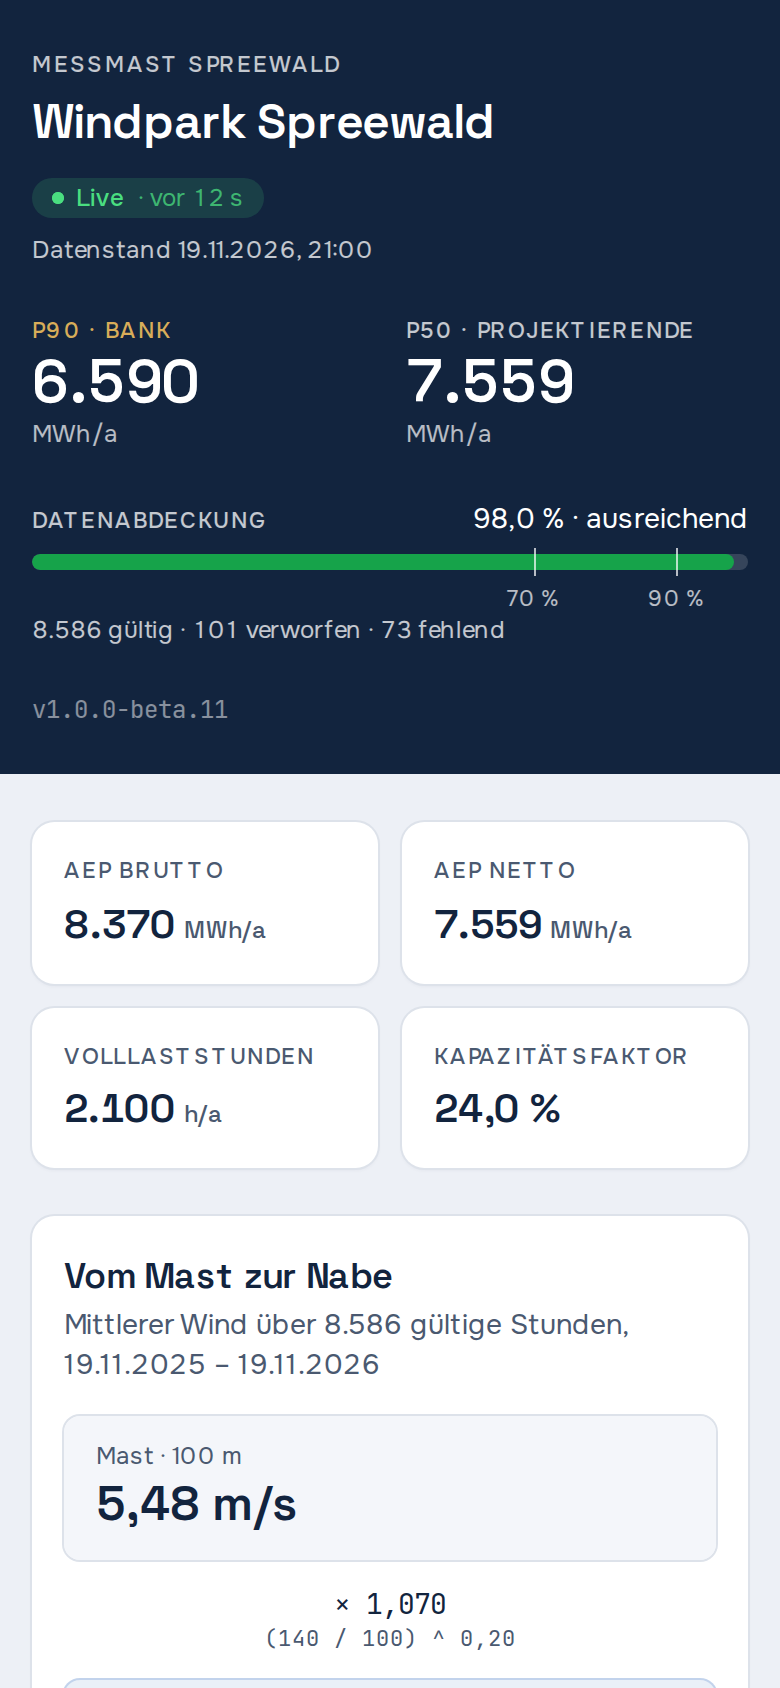 MESSMAST SPREEWALD
Windpark Spreewald
Live · vor 12 s
Datenstand 19.11.2026, 21:00
P90 · BANK
6.590
MWh/a
P50 · PROJEKTIERENDE
7.559
MWh/a
DATENABDECKUNG
98,0 % · ausreichend
70 %
90 %
8.586 gültig · 101 verworfen · 73 fehlend
v1.0.0-beta.11
AEP BRUTTO
8.370 MWh/a
AEP NETTO
7.559 MWh/a
VOLLLASTSTUNDEN
2.100 h/a
KAPAZITÄTSFAKTOR
24,0 %
Vom Mast zur Nabe
Mittlerer Wind über 8.586 gültige Stunden,
19.11.2025 – 19.11.2026
Mast · 100 m
5,48 m/s
× 1,070
(140 / 100) ^ 0,20